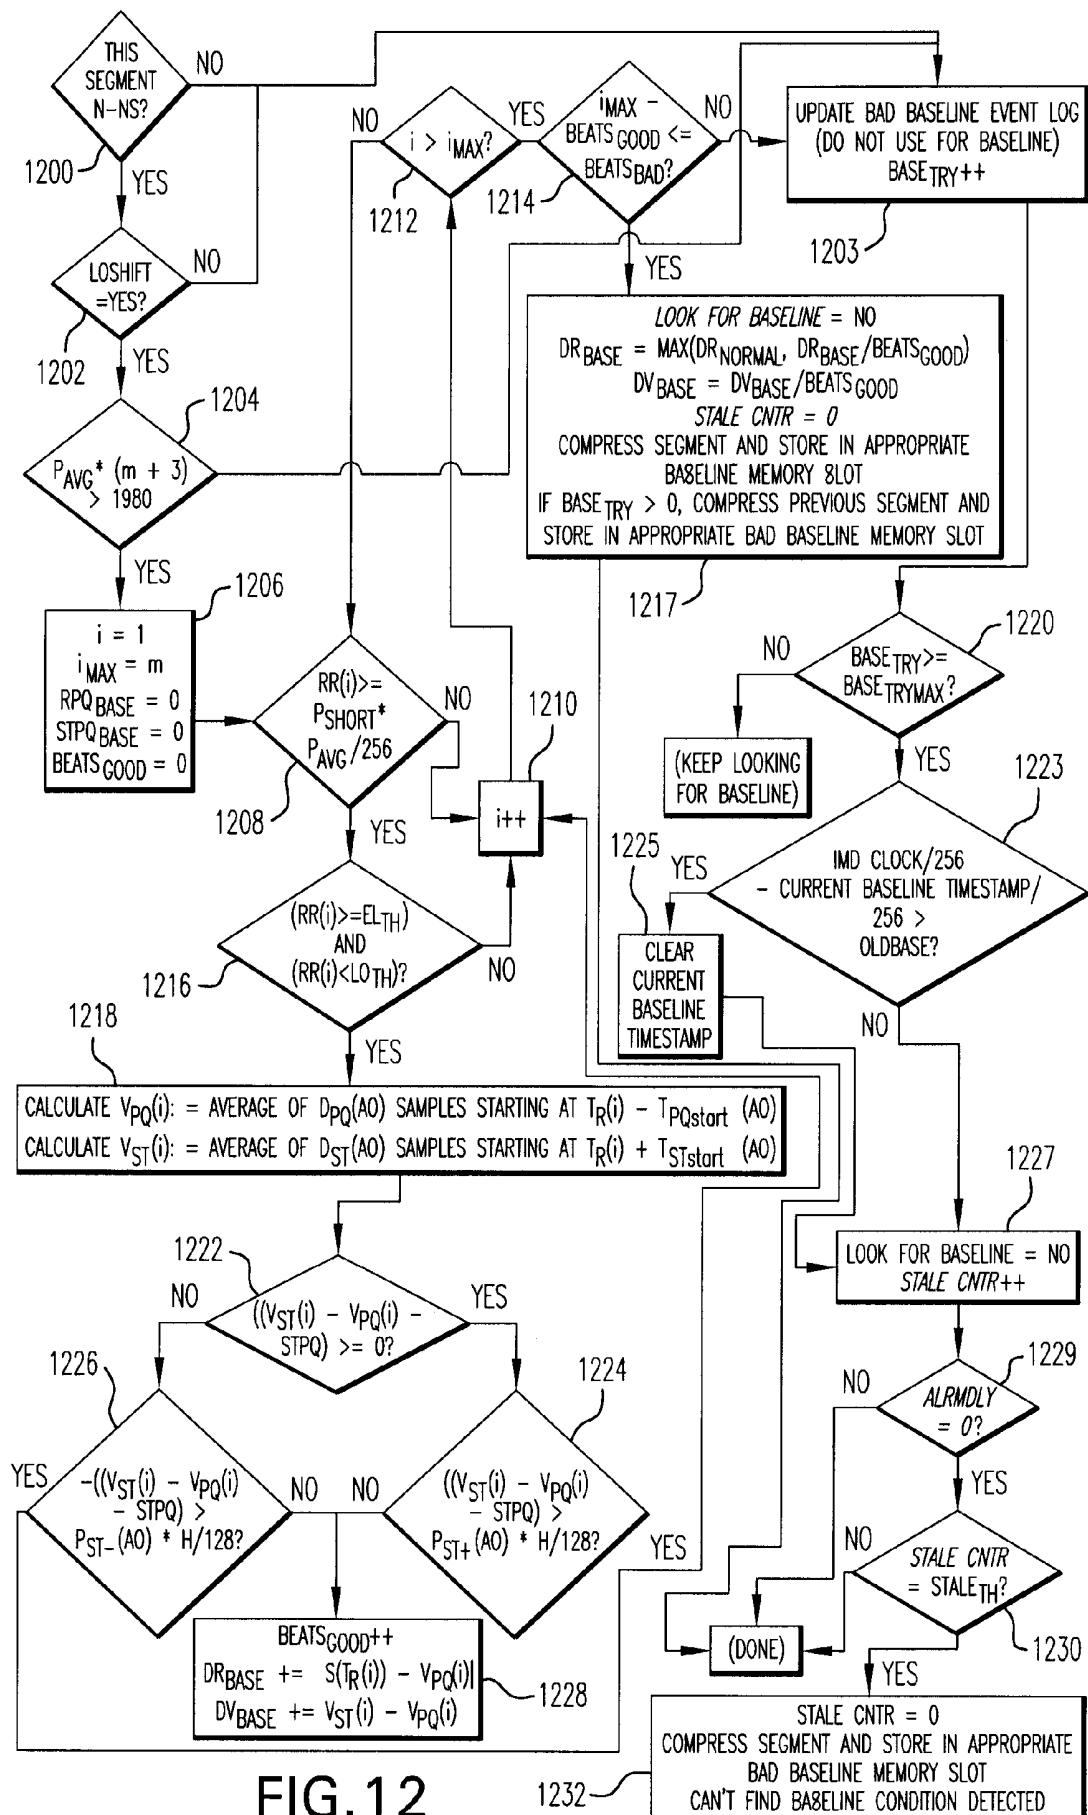 THIS
SEGMENT
N-NS?
NO
1200
YES
LOSHIFT
=YES?
NO
1202
YES
1204
P_AVG* (m + 3)
> 1980
YES
1206
i = 1
i_MAX = m
RPQ_BASE = 0
STPQ_BASE = 0
BEATS_GOOD = 0
NO
i > i_MAX?
1212
YES
i_MAX -
BEATS_GOOD <=
BEATS_BAD?
1214
NO
YES
UPDATE BAD BASELINE EVENT LOG
(DO NOT USE FOR BASELINE)
BASE_TRY++
1203
LOOK FOR BASELINE = NO
DR_BASE = MAX(DR_NORMAL, DR_BASE/BEATS_GOOD)
DV_BASE = DV_BASE/BEATS_GOOD
STALE CNTR = 0
COMPRESS SEGMENT AND STORE IN APPROPRIATE
BASELINE MEMORY SLOT
IF BASE_TRY > 0, COMPRESS PREVIOUS SEGMENT AND
STORE IN APPROPRIATE BAD BASELINE MEMORY SLOT
1217
RR(i)>=
P_SHORT*
P_AVG/256
NO
1208
YES
1210
i++
(RR(i)>=EL_TH)
AND
(RR(i)<LO_TH)?
1216
NO
YES
1220
BASE_TRY>=
BASE_TRYMAX?
NO
YES
(KEEP LOOKING
FOR BASELINE)
1223
IMD CLOCK/256
- CURRENT BASELINE TIMESTAMP/
256 >
OLDBASE?
YES
NO
1225
CLEAR
CURRENT
BASELINE
TIMESTAMP
1218
CALCULATE V_PQ(i): = AVERAGE OF D_PQ(AO) SAMPLES STARTING AT T_R(i) - T_PQstart (AO)
CALCULATE V_ST(i): = AVERAGE OF D_ST(AO) SAMPLES STARTING AT T_R(i) + T_STstart (AO)
1222
NO
((V_ST(i) - V_PQ(i) -
STPQ) >= 0?
YES
1227
LOOK FOR BASELINE = NO
STALE CNTR++
1226
YES
-((V_ST(i) - V_PQ(i)
- STPQ) >
P_ST-(AO) * H/128?
NO
1224
NO
((V_ST(i) - V_PQ(i)
- STPQ) >
P_ST+(AO) * H/128?
YES
1229
NO
ALRMDLY
= 0?
YES
NO
STALE CNTR
= STALE_TH?
1230
YES
(DONE)
BEATS_GOOD++
DR_BASE += S(T_R(i)) - V_PQ(i)|
DV_BASE += V_ST(i) - V_PQ(i)
1228
STALE CNTR = 0
COMPRESS SEGMENT AND STORE IN APPROPRIATE
BAD BASELINE MEMORY SLOT
CAN'T FIND BASELINE CONDITION DETECTED
1232
FIG.12